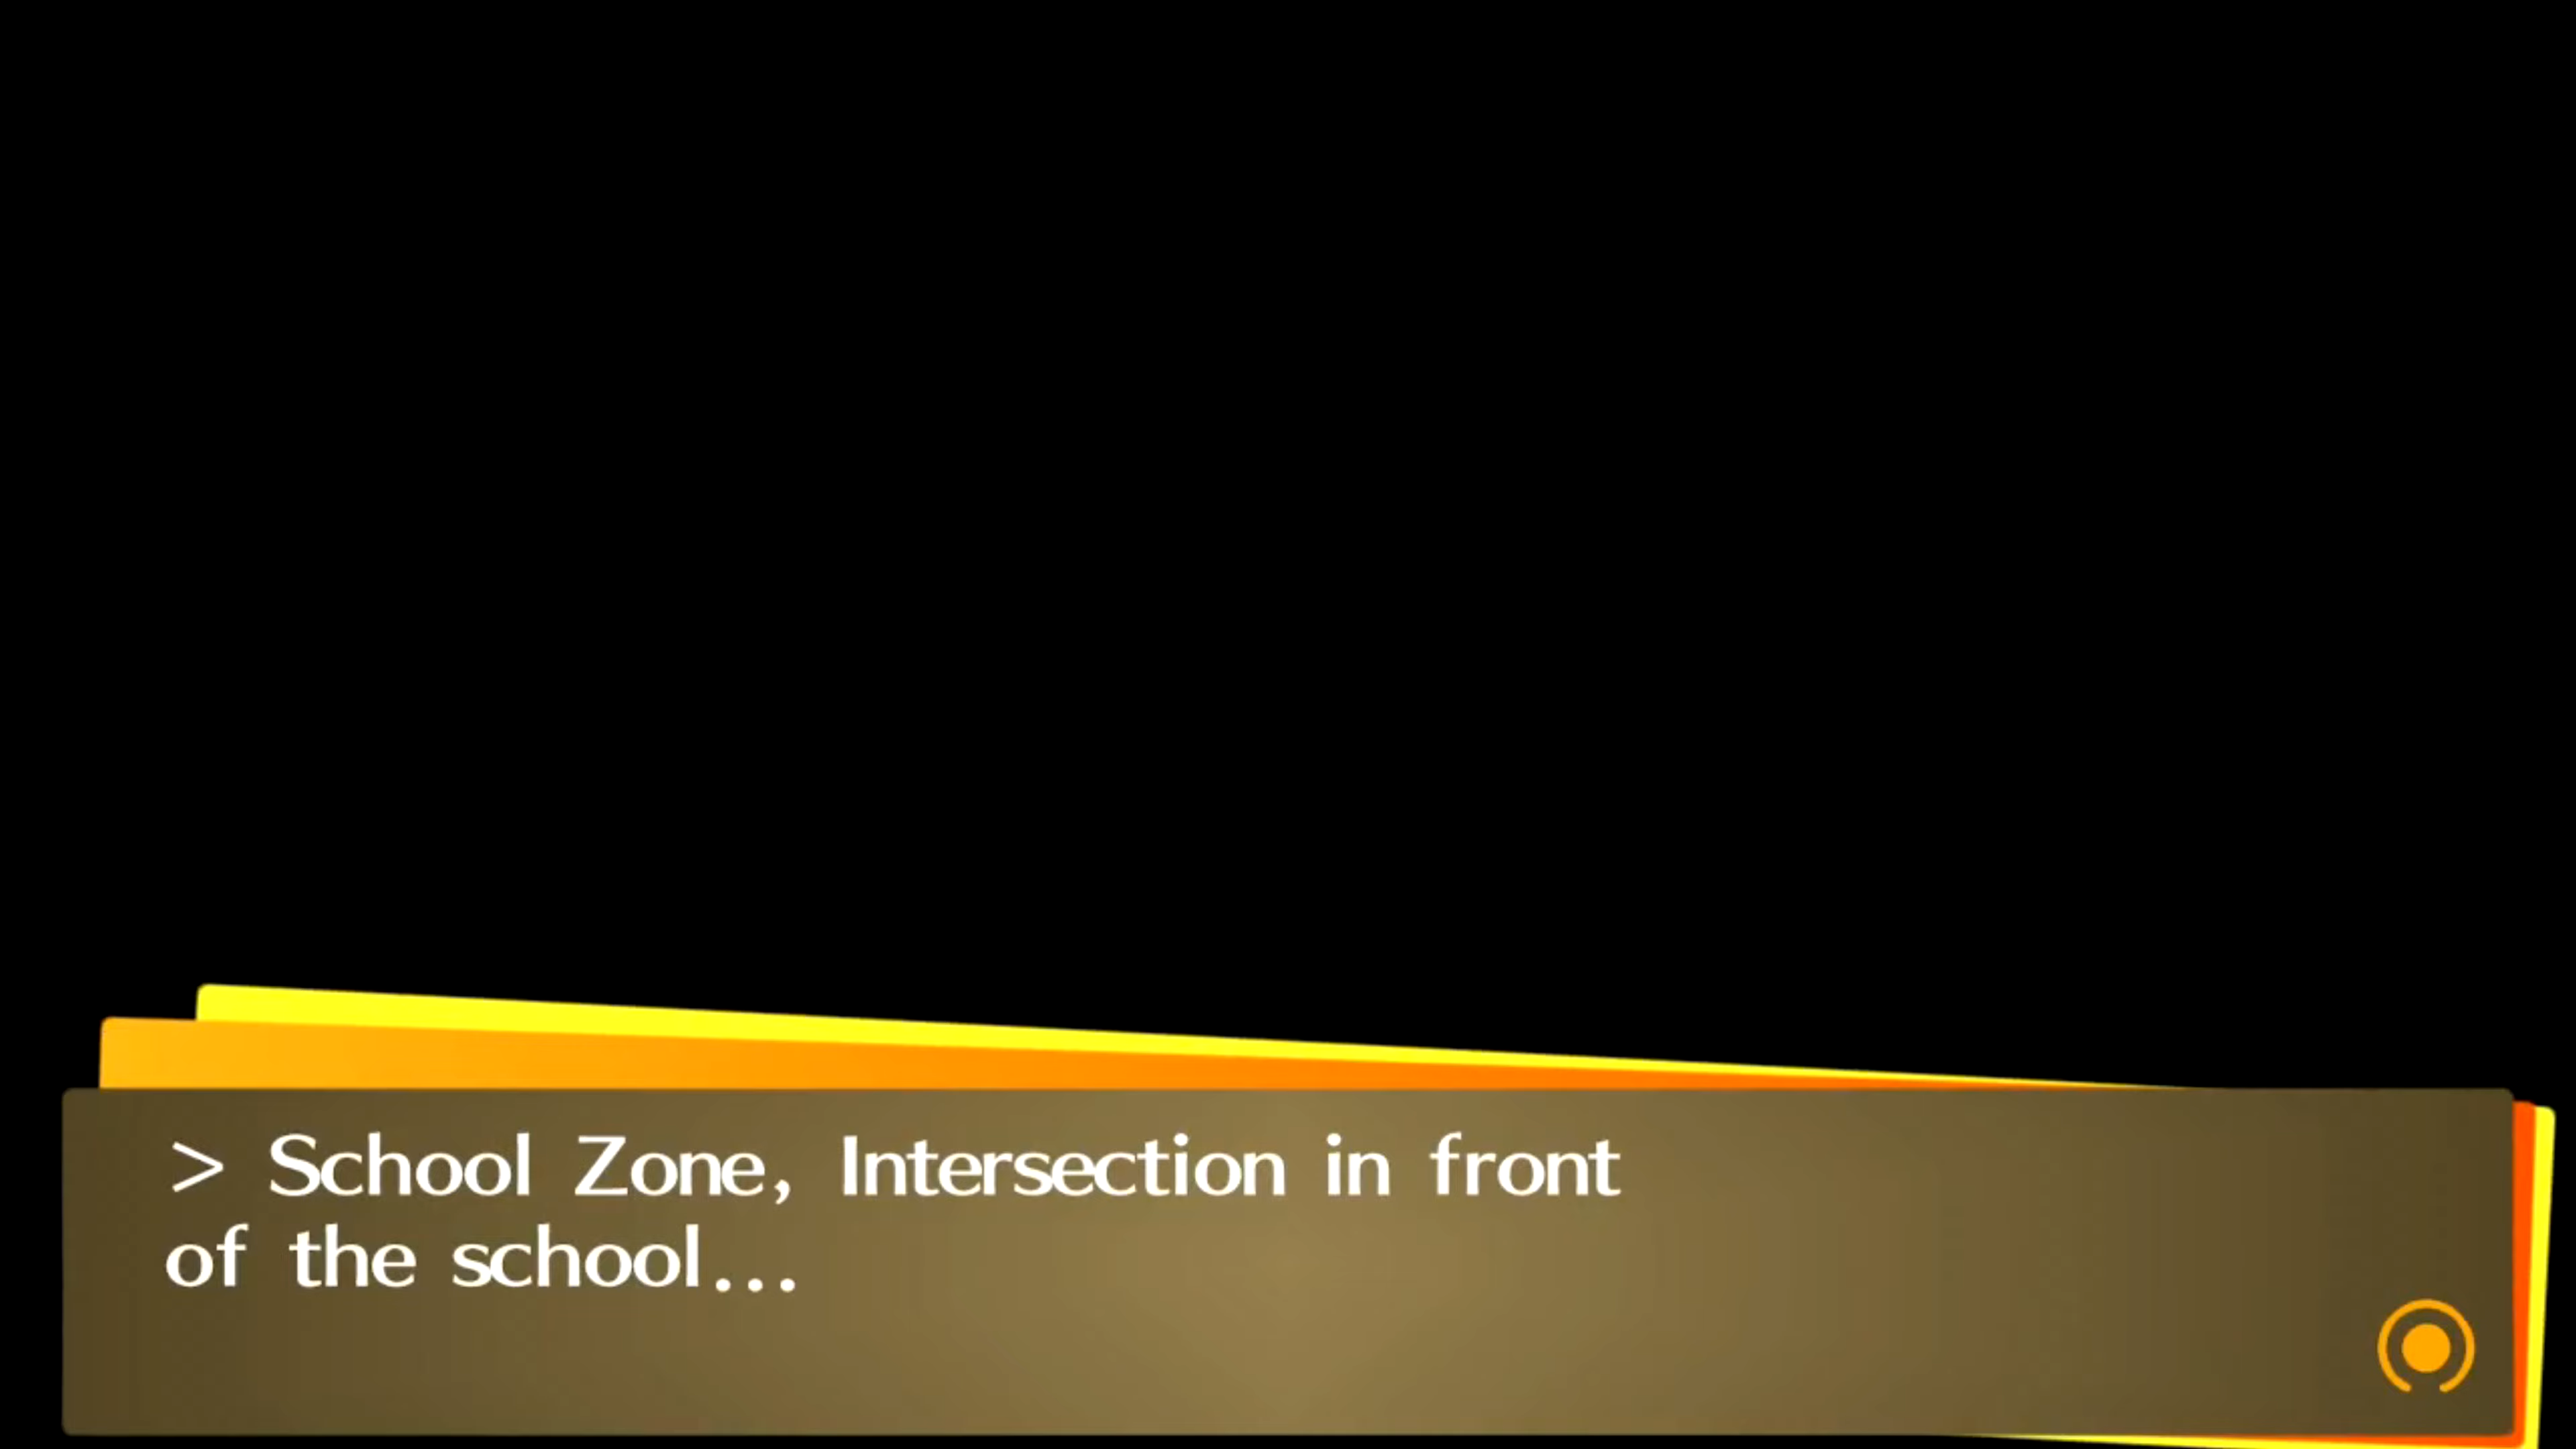 > School Zone, Intersection in front
of the school...